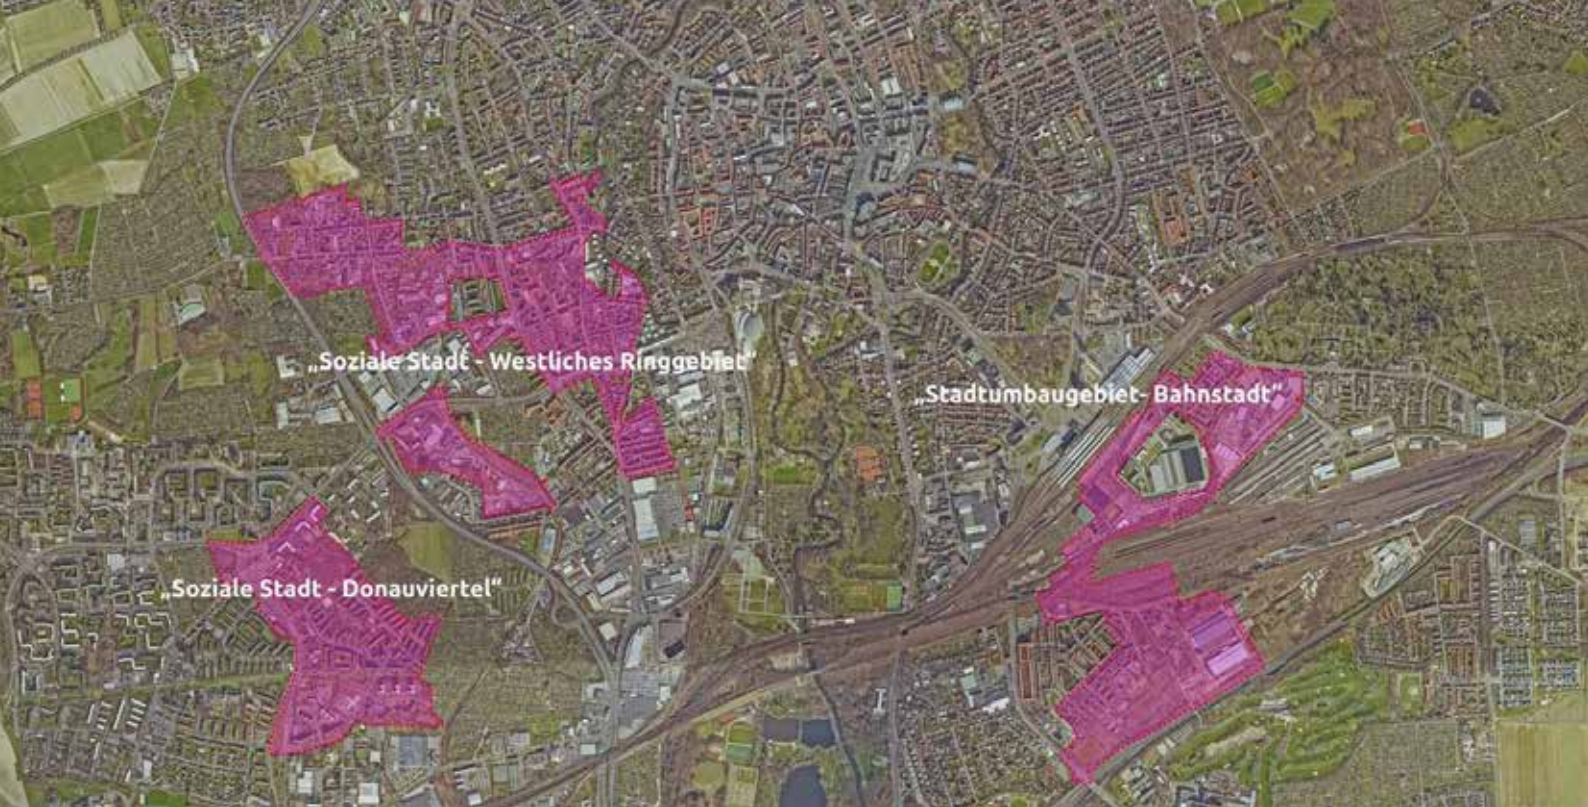 „Soziale Stadt - Westliches Ringgebiet“
„Stadtumbaugebiet- Bahnstadt“
„Soziale Stadt - Donauviertel“